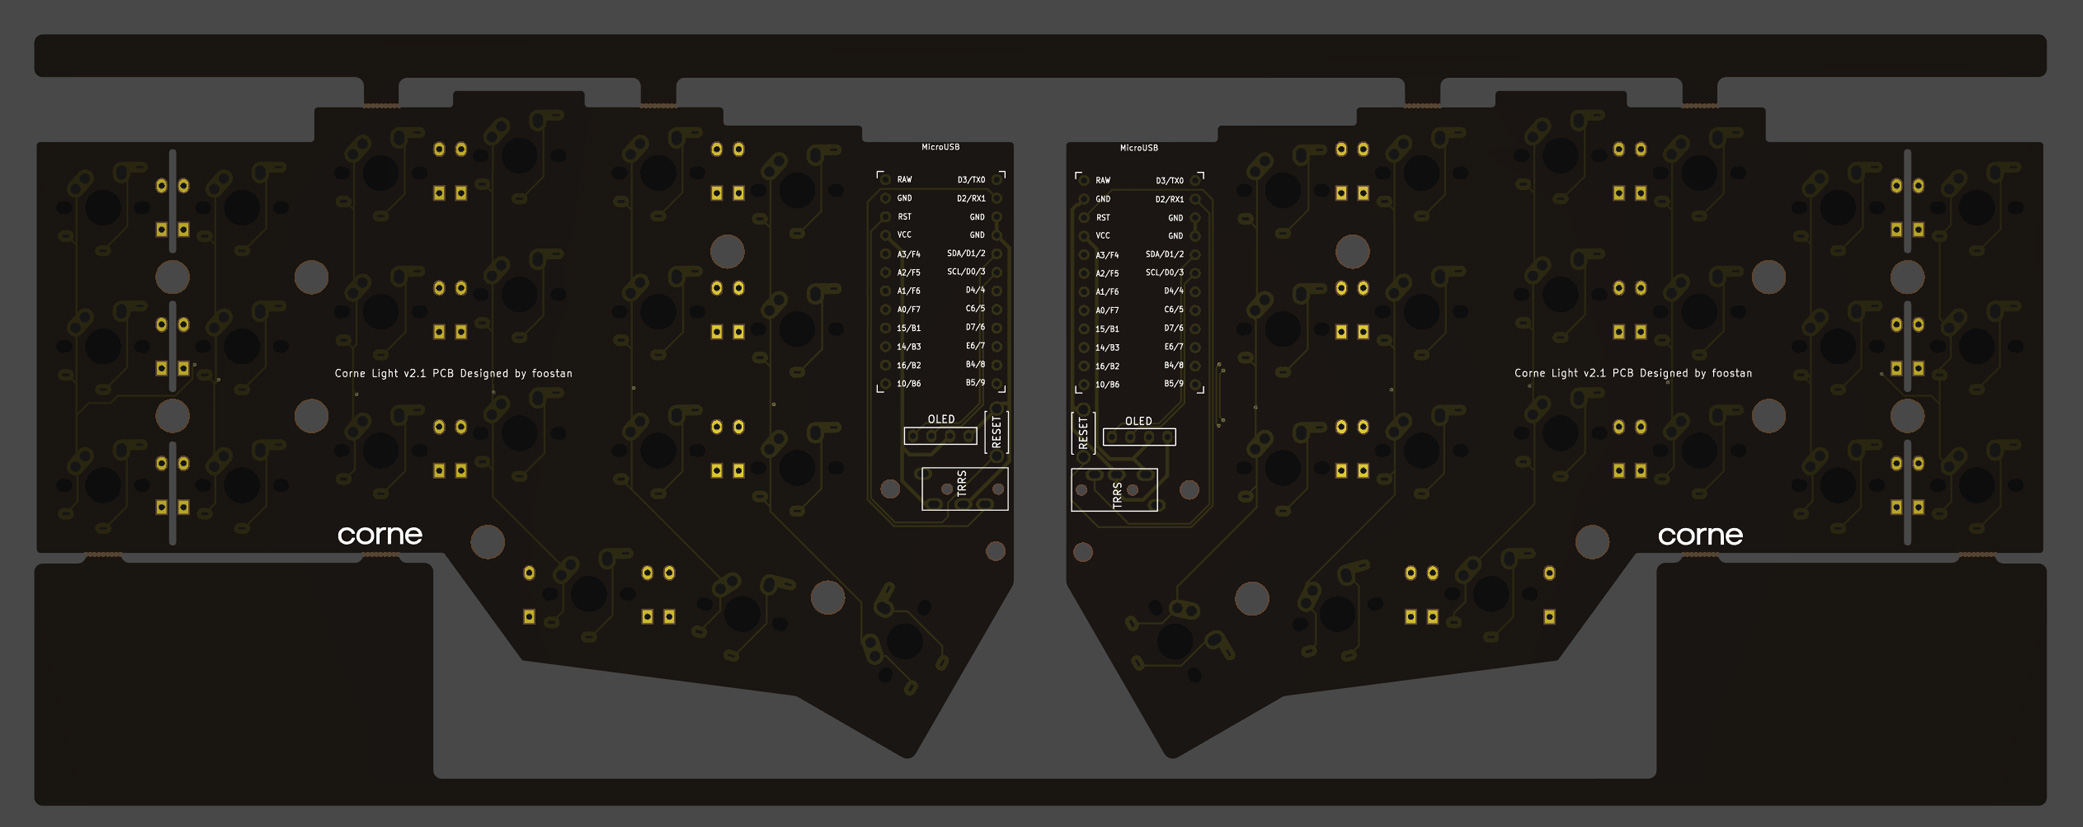 MicroUSB
RAW D3/TX0
GND D2/RX1
RST GND
VCC GND
A3/F4 SDA/D1/2
A2/F5 SCL/D0/3
A1/F6 D4/4
A0/F7 C6/5
15/B1 D7/6
14/B3 E6/7
16/B2 B4/8
10/B6 B5/9
OLED
RESET
TRRS
Corne Light v2.1 PCB Designed by foostan
corne
MicroUSB
RAW D3/TX0
GND D2/RX1
RST GND
VCC GND
A3/F4 SDA/D1/2
A2/F5 SCL/D0/3
A1/F6 D4/4
A0/F7 C6/5
15/B1 D7/6
14/B3 E6/7
16/B2 B4/8
10/B6 B5/9
RESET
OLED
TRRS
Corne Light v2.1 PCB Designed by foostan
corne